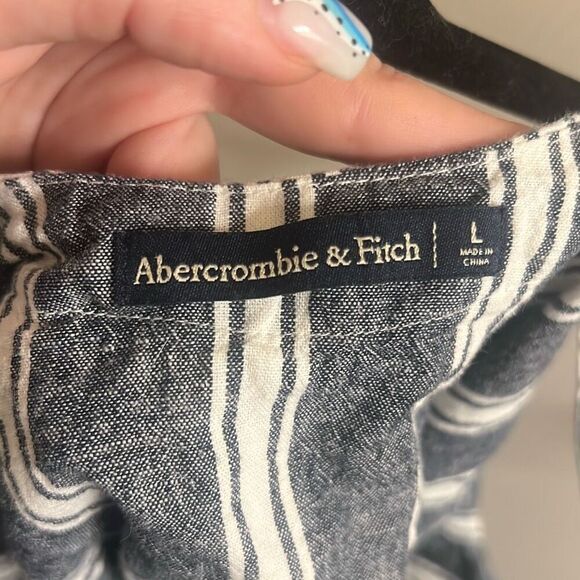 Abercrombie & Fitch
L
MADE IN
CHINA